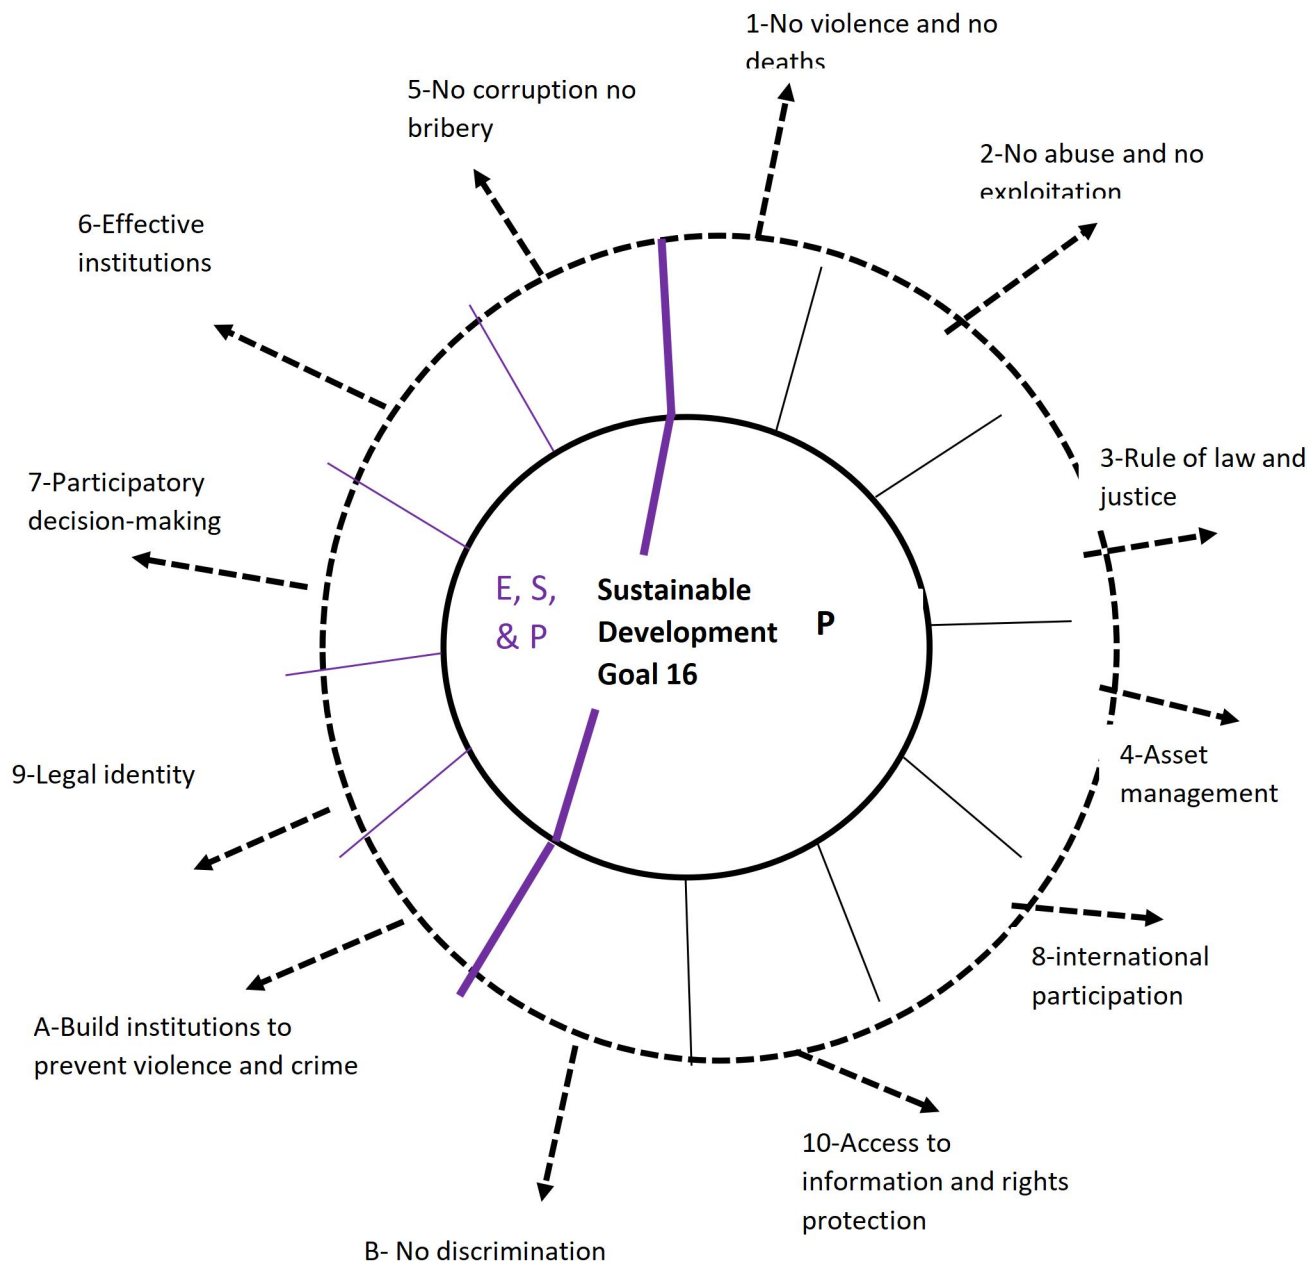 1-No violence and no
deaths
5-No corruption no
bribery
2-No abuse and no
exploitation
6-Effective
institutions
3-Rule of law and
justice
7-Participatory
decision-making
E, S,
& P
Sustainable
Development
Goal 16
P
4-Asset
management
9-Legal identity
8-international
participation
A-Build institutions to
prevent violence and crime
10-Access to
information and rights
protection
B- No discrimination